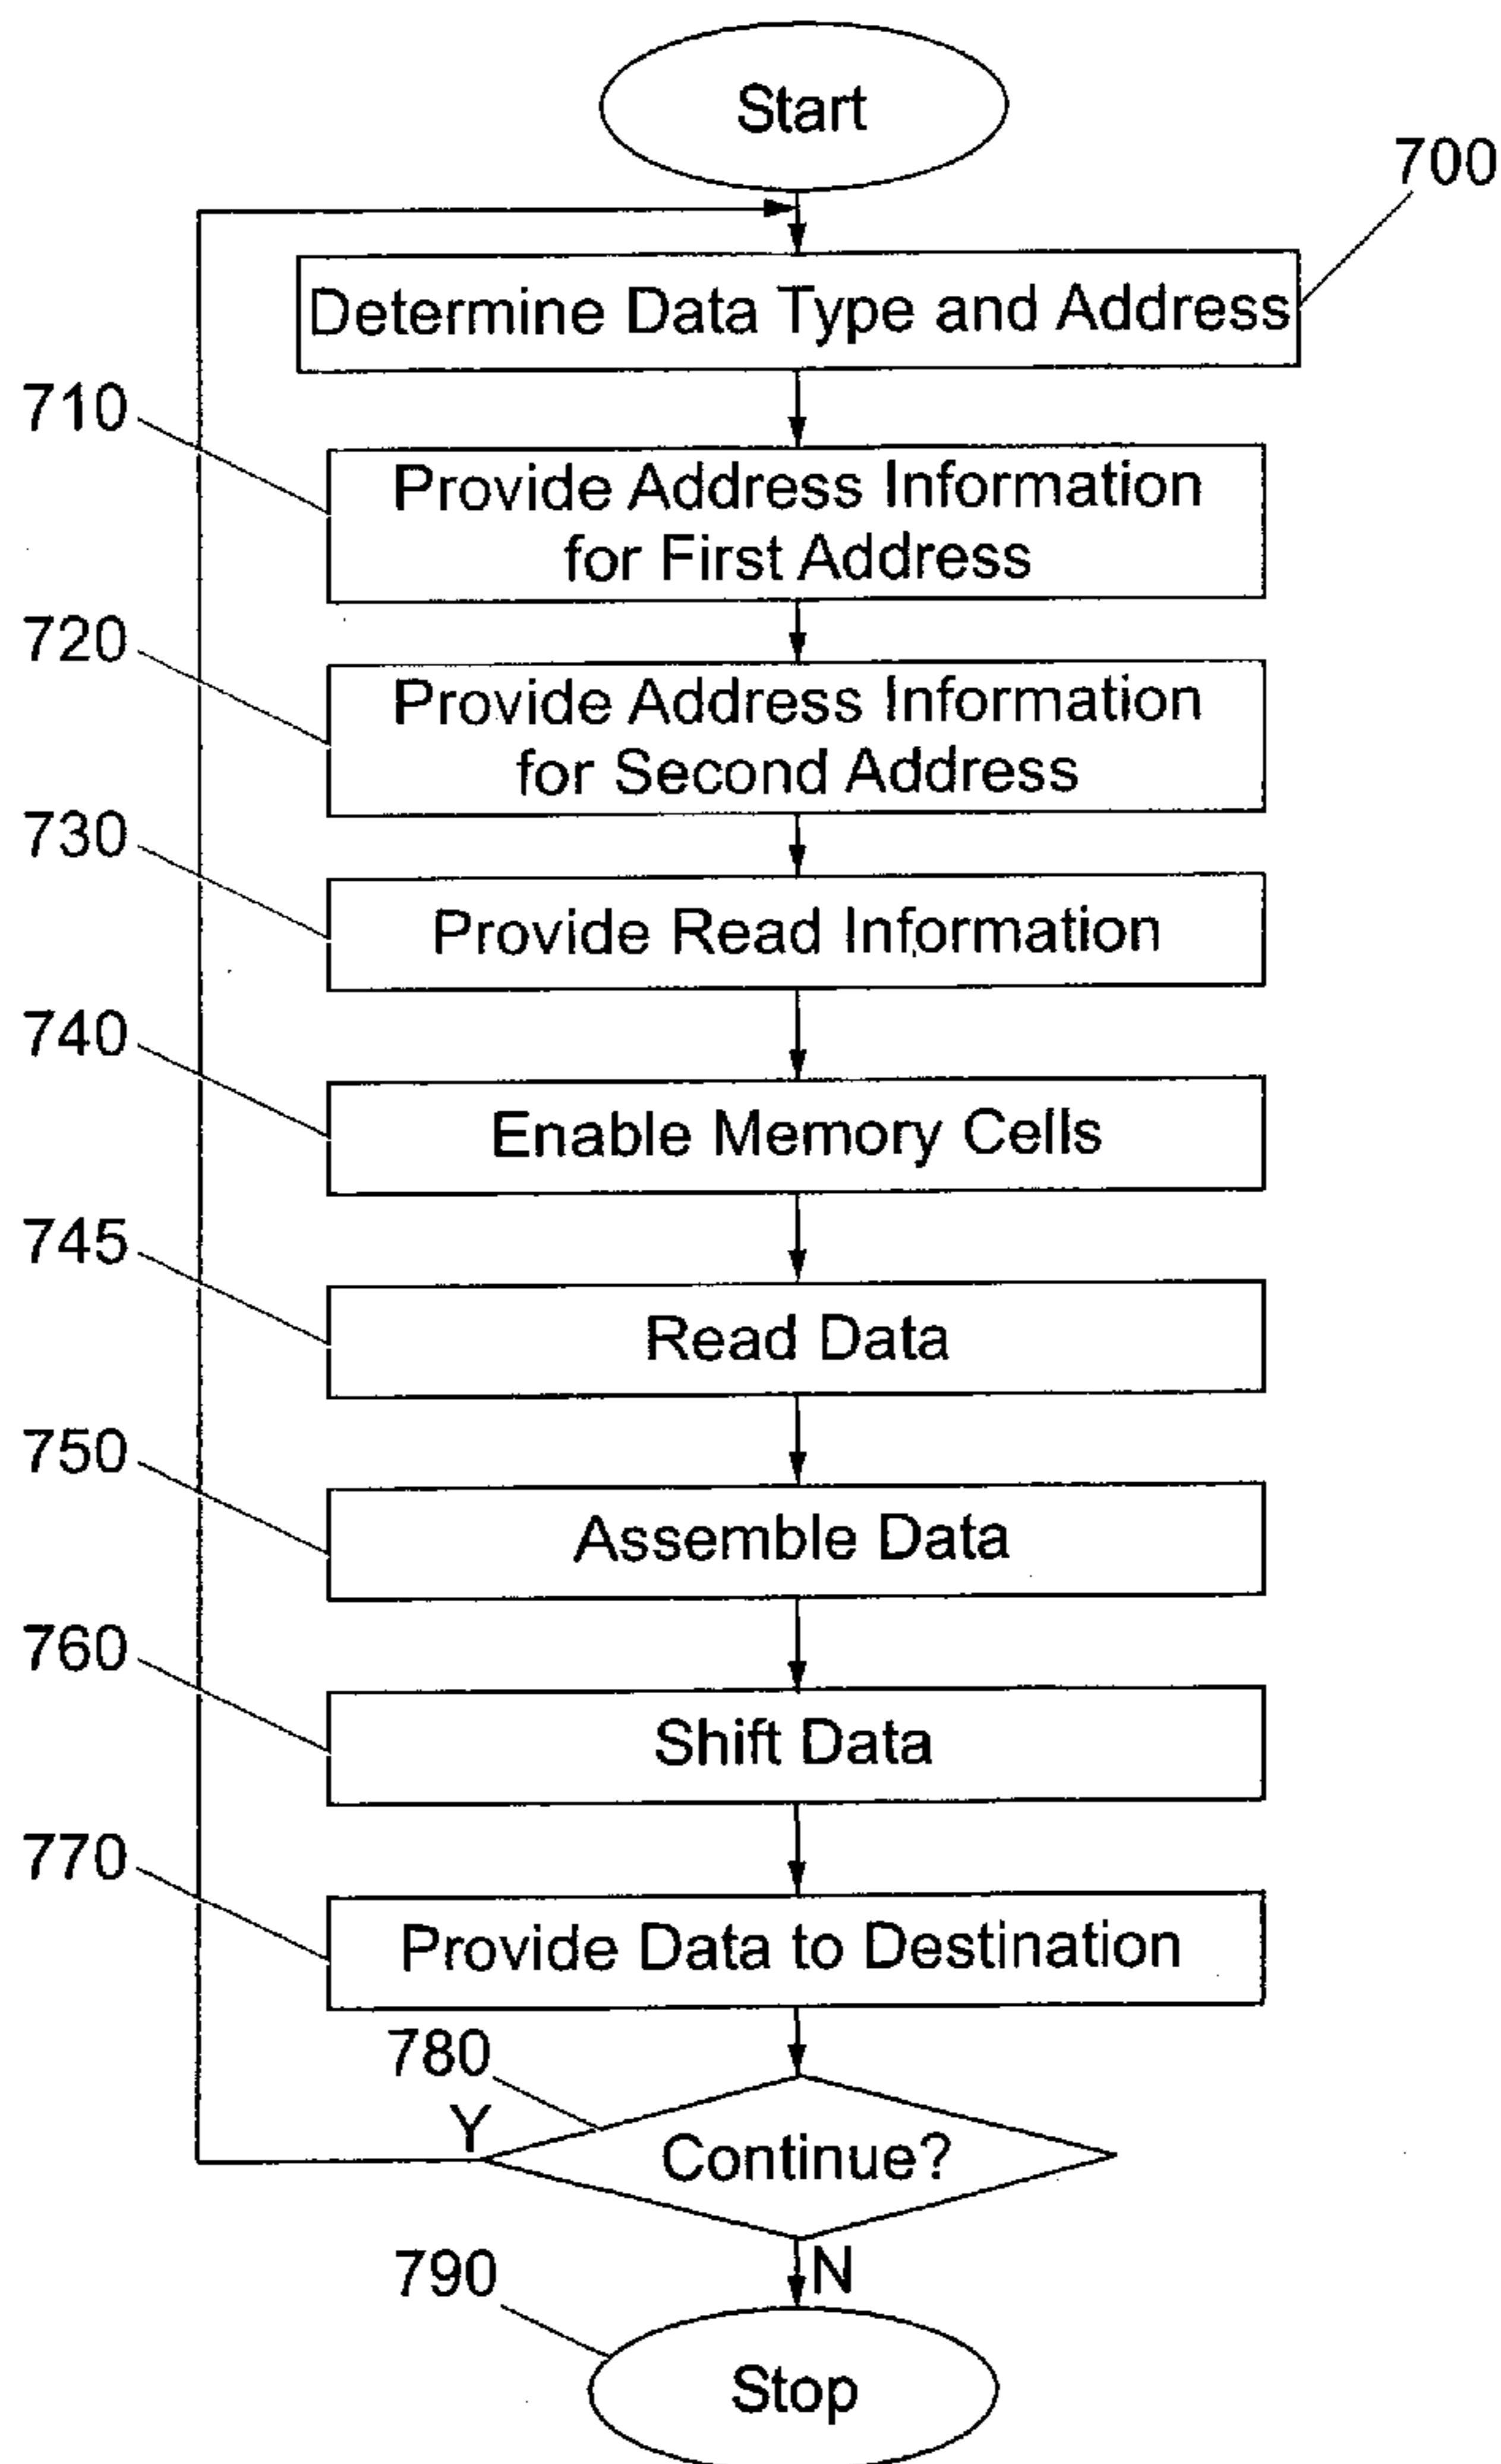 Start
700
Determine Data Type and Address
710
Provide Address Information
for First Address
720
Provide Address Information
for Second Address
730
Provide Read Information
740
Enable Memory Cells
745
Read Data
750
Assemble Data
760
Shift Data
770
Provide Data to Destination
780
Y
Continue?
N
790
Stop